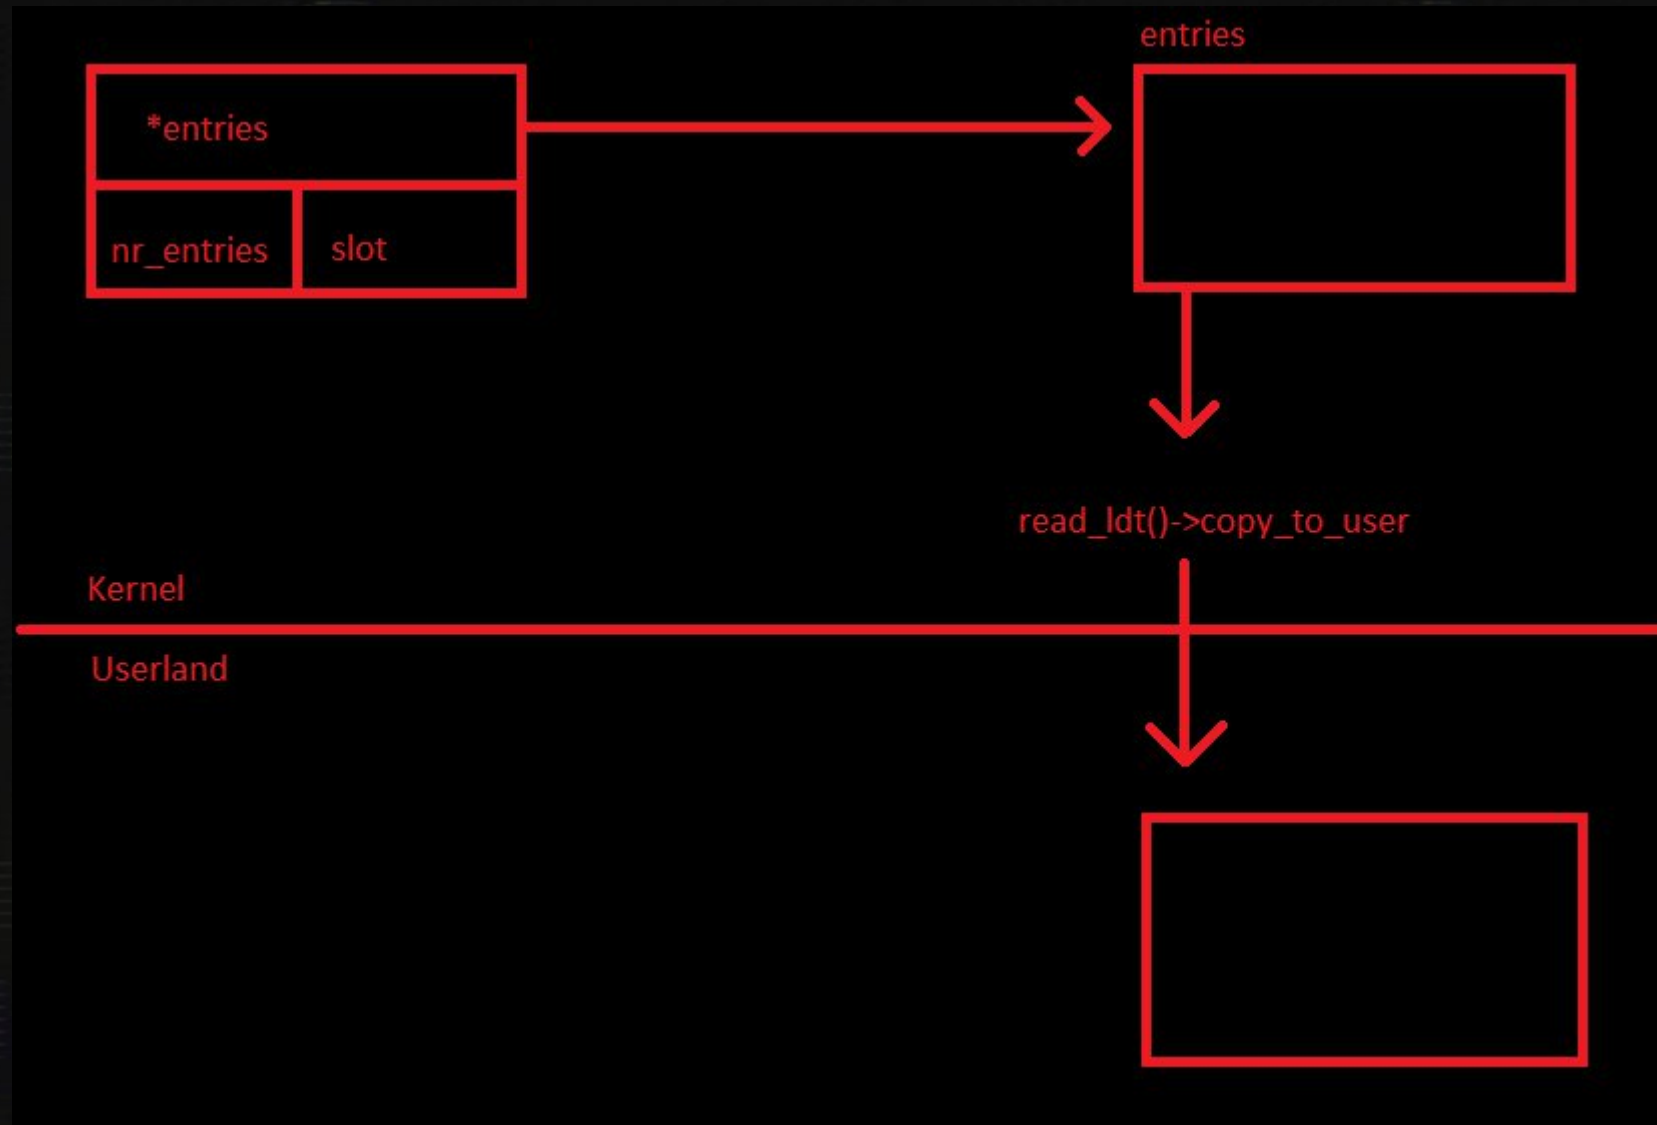 entries
*entries
nr_entries
slot
read_ldt()->copy_to_user
Kernel
Userland